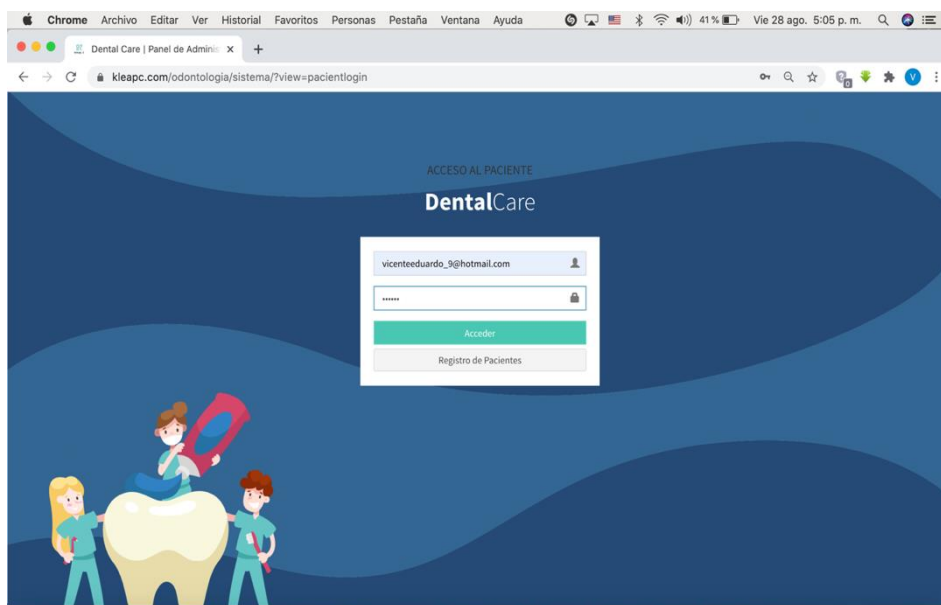 Chrome Archivo Editar Ver Historial Favoritos Personas Pestaña Ventana Ayuda 41% Vie 28 ago. 5:05 p. m.
Dental Care | Panel de Adminis
kleapc.com/odontologia/sistema/?view=pacientlogin
0
V
ACCESO AL PACIENTE
DentalCare
vicenteeduardo_9@hotmail.com
••••••
Acceder
Registro de Pacientes